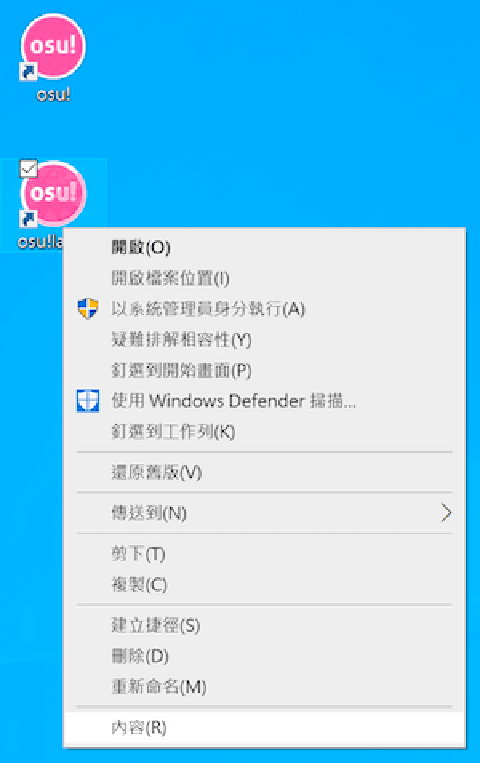 osu!
osu!
osu!
osu!la
開啟(O)
開啟檔案位置(I)
以系統管理員身分執行(A)
疑難排解相容性(Y)
釘選到開始畫面(P)
使用 Windows Defender 掃描...
釘選到工作列(K)
還原舊版(V)
傳送到(N)
剪下(T)
複製(C)
建立捷徑(S)
刪除(D)
重新命名(M)
內容(R)